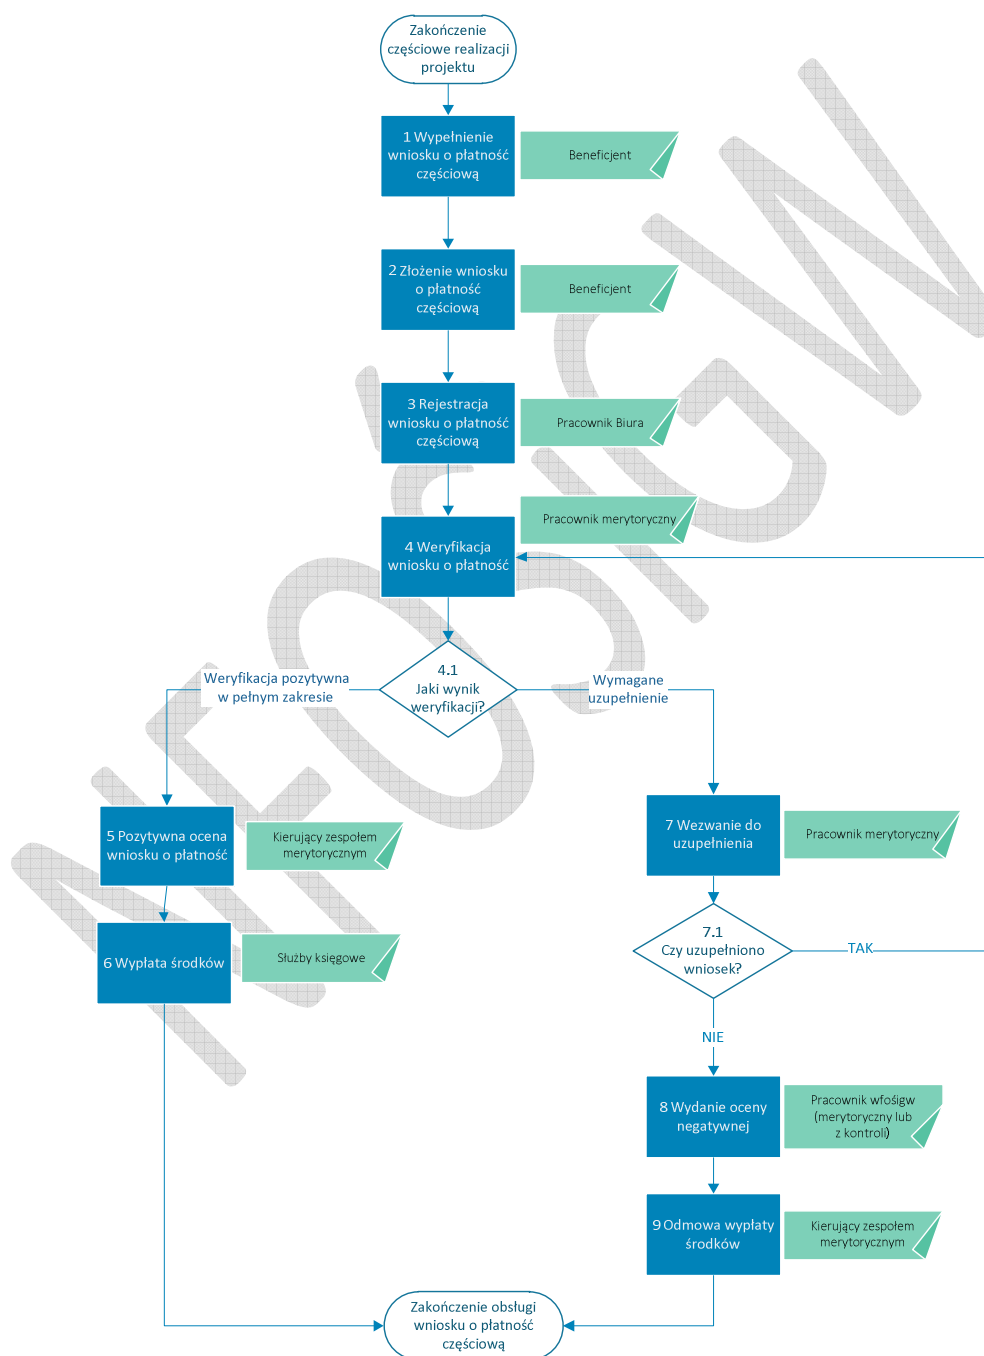 Zakończenie
częściowe realizacji
projektu
1 Wypełnienie
wniosku o płatność
częściową
Beneficjent
2 Złożenie wniosku
o płatność
częściową
Beneficjent
3 Rejestracja
wniosku o płatność
częściową
Pracownik Biura
Pracownik merytoryczny
4 Weryfikacja
wniosku o płatność
4.1
Jaki wynik
weryfikacji?
Weryfikacja pozytywna
w pełnym zakresie
Wymagane
uzupełnienie
5 Pozytywna ocena
wniosku o płatność
Kierujący zespołem
merytorycznym
7 Wezwanie do
uzupełnienia
Pracownik merytoryczny
6 Wypłata środków
Służby księgowe
7.1
Czy uzupełniono
wniosek?
TAK
NIE
8 Wydanie oceny
negatywnej
Pracownik wfośigw
(merytoryczny lub
z kontroli)
9 Odmowa wypłaty
środków
Kierujący zespołem
merytorycznym
Zakończenie obsługi
wniosku o płatność
częściową
NFOŚIGW